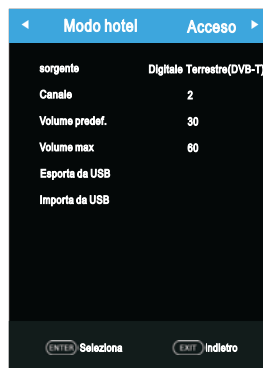 Modo hotel Acceso
sorgente Digitale Terrestre(DVB-T)
Canale 2
Volume predef. 30
Volume max 60
Esporta da USB
Importa da USB
ENTER Seleziona EXIT Indietro